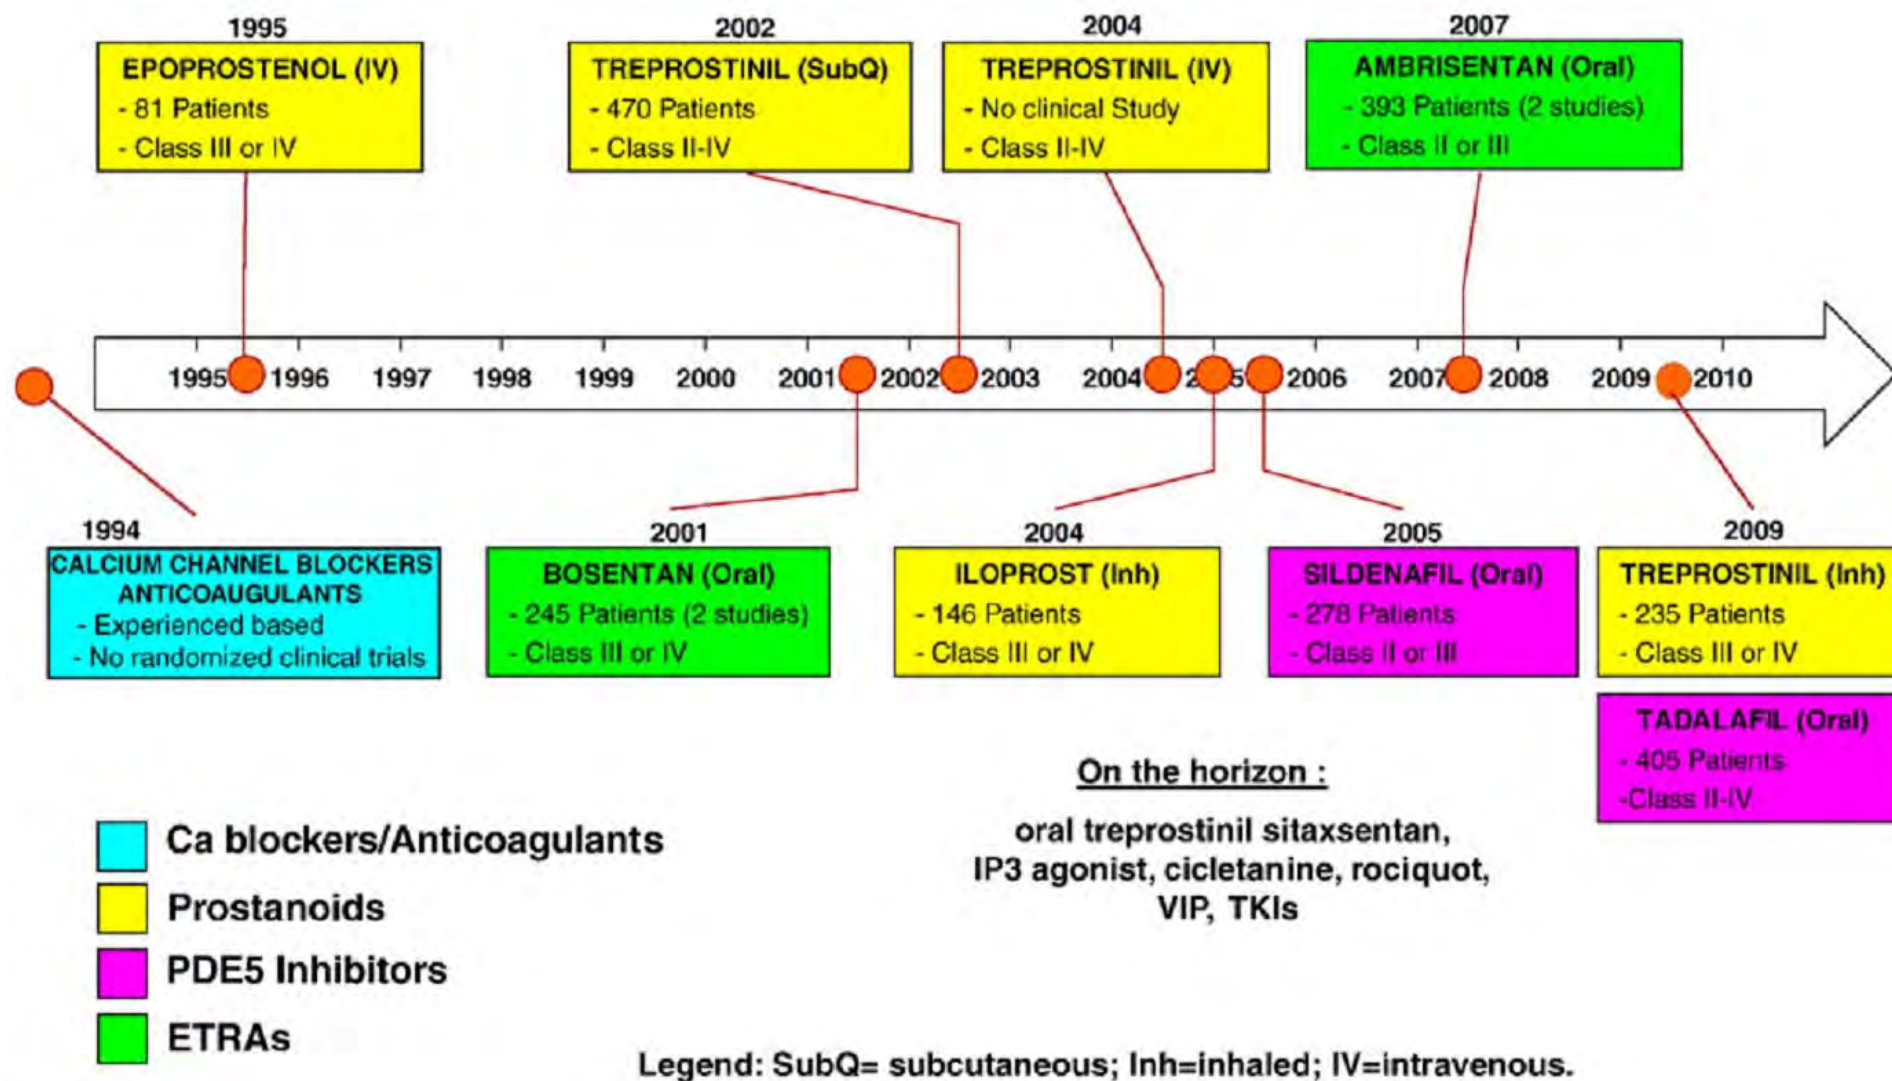 1995
EPOPROSTENOL (IV)
- 81 Patients
- Class III or IV
2002
TREPROSTINIL (SubQ)
- 470 Patients
- Class II-IV
2004
TREPROSTINIL (IV)
- No clinical Study
- Class II-IV
2007
AMBRISENTAN (Oral)
- 393 Patients (2 studies)
- Class II or III
1995 1996 1997 1998 1999 2000 2001 2002 2003 2004 2005 2006 2007 2008 2009 2010
1994
CALCIUM CHANNEL BLOCKERS
ANTICOAUGULANTS
- Experienced based
- No randomized clinical trials
2001
BOSENTAN (Oral)
- 245 Patients (2 studies)
- Class III or IV
2004
ILOPROST (Inh)
- 146 Patients
- Class III or IV
2005
SILDENAFIL (Oral)
- 278 Patients
- Class II or III
2009
TREPROSTINIL (Inh)
- 235 Patients
- Class III or IV
TADALAFIL (Oral)
- 405 Patients
-Class II-IV
On the horizon :
oral treprostinil sitaxsentan,
IP3 agonist, cicletanine, rociquot,
VIP, TKIs
Ca blockers/Anticoagulants
Prostanoids
PDE5 Inhibitors
ETRAs
Legend: SubQ= subcutaneous; Inh=inhaled; IV=intravenous.